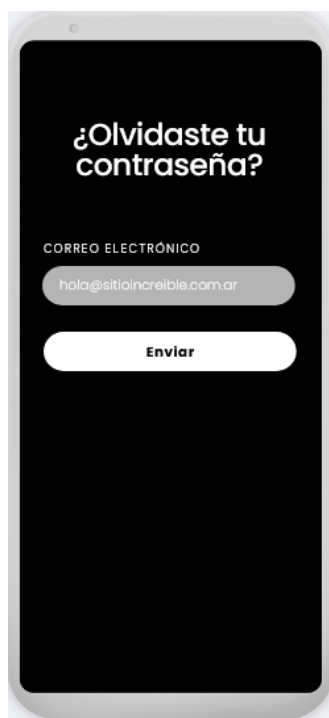 ¿Olvidaste tu
contraseña?
CORREO ELECTRÓNICO
hola@sitioincreible.com.ar
Enviar